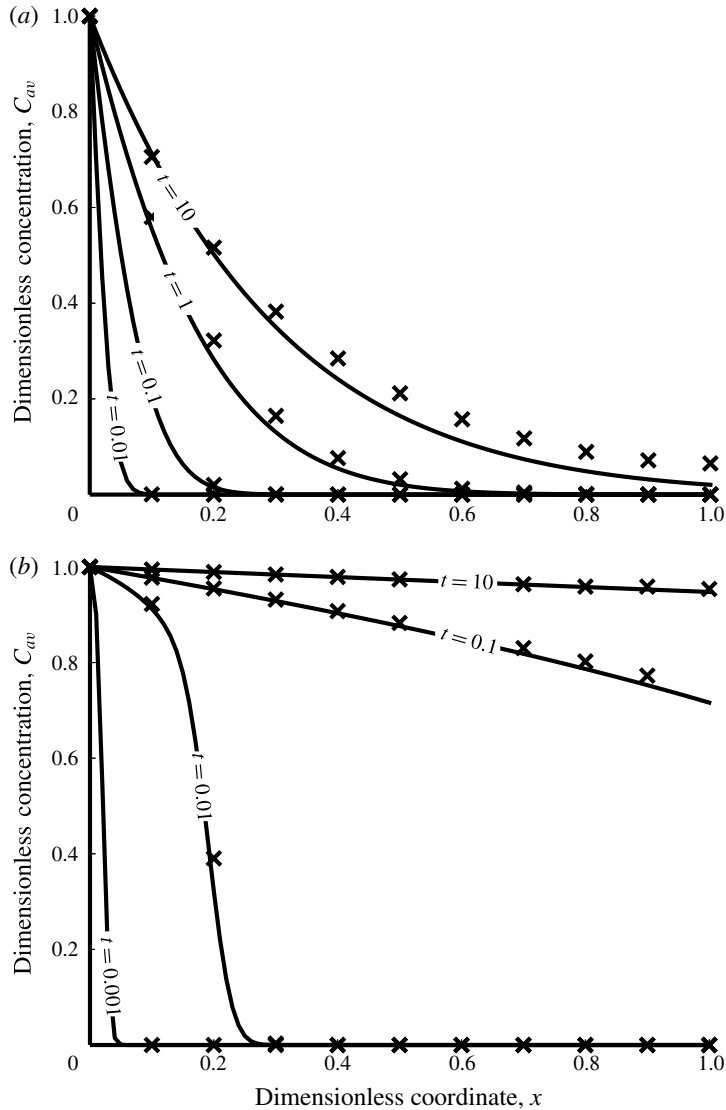 (a)
1.0
0.8
0.6
0.4
0.2
0
0.2
0.4
0.6
0.8
1.0
Dimensionless concentration, Cav
t = 10
t = 1
t = 0.1
t = 0.01
(b)
1.0
0.8
0.6
0.4
0.2
0
0.2
0.4
0.6
0.8
1.0
Dimensionless concentration, Cav
t = 10
t = 0.1
t = 0.01
t = 0.001
Dimensionless coordinate, x